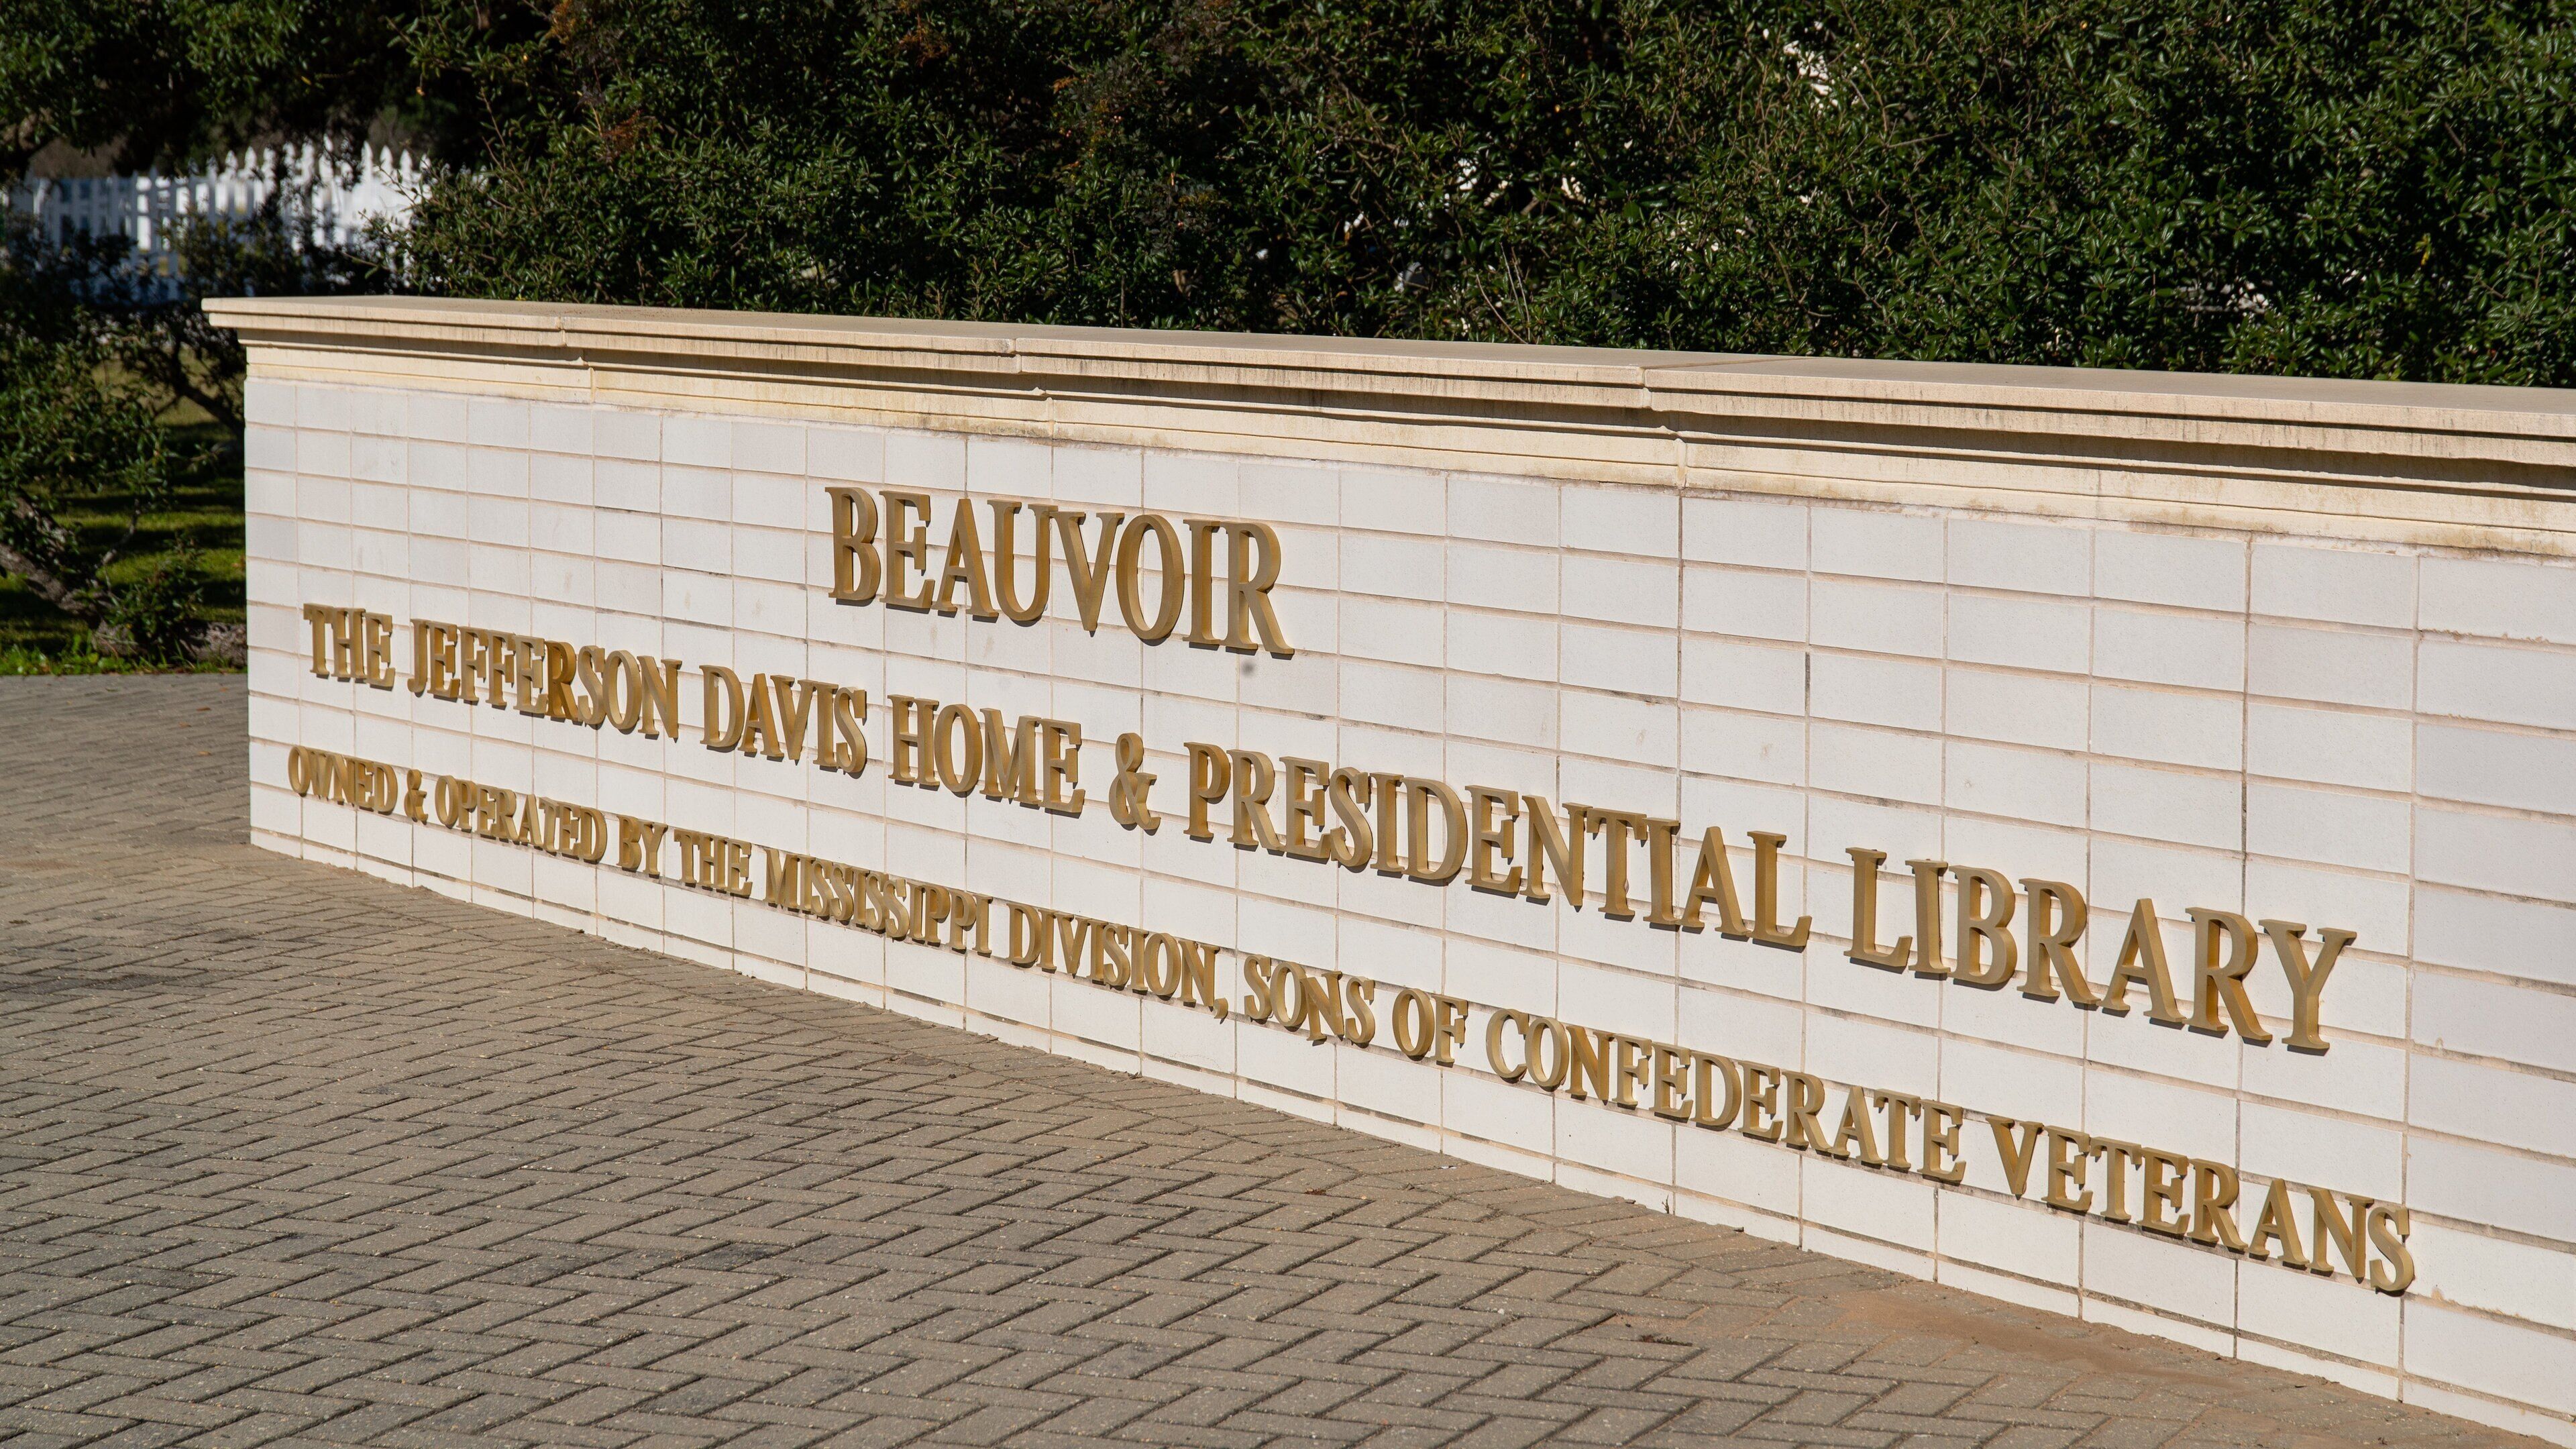 BEAUVOIR
THE JEFFERSON DAVIS HOME & PRESIDENTIAL LIBRARY
OWNED & OPERATED BY THE MISSISSIPPI DIVISION, SONS OF CONFEDERATE VETERANS